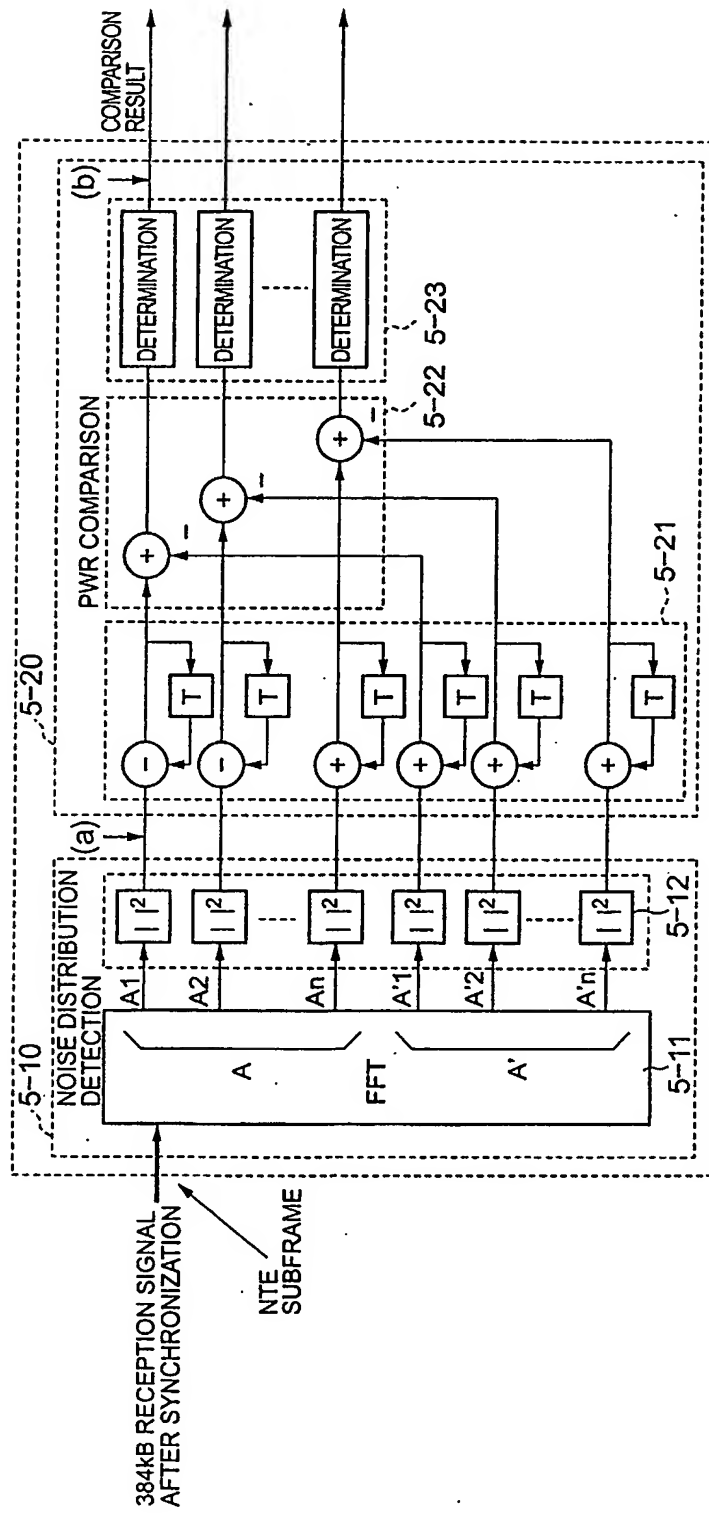 384kB RECEPTION SIGNAL
AFTER SYNCHRONIZATION
NTE
SUBFRAME
5-10
NOISE DISTRIBUTION
DETECTION
A
FFT
A'
5-11
A1
A2
An
A'1
A'2
A'n
| |²
| |²
| |²
| |²
| |²
| |²
5-12
(a)
5-20
-
-
+
+
+
+
T
T
T
T
T
T
5-21
PWR COMPARISON
+
-
+
-
+
-
5-22
DETERMINATION
DETERMINATION
DETERMINATION
5-23
(b)
COMPARISON
RESULT